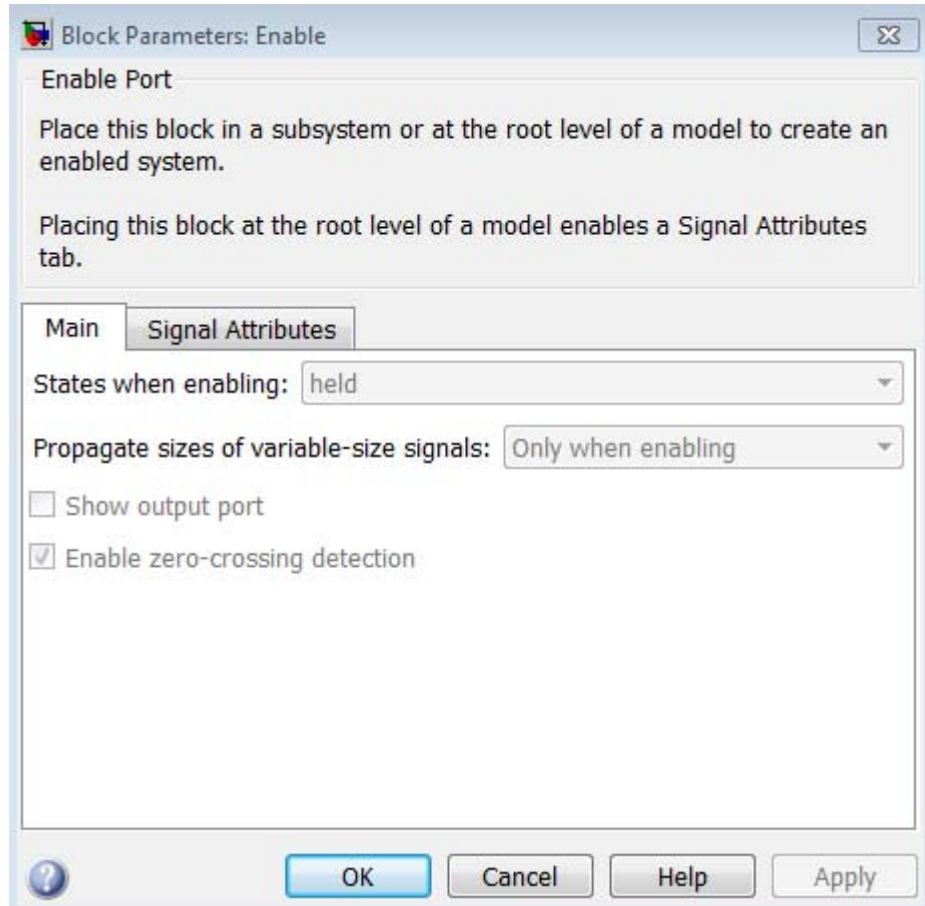 Block Parameters: Enable
Enable Port
Place this block in a subsystem or at the root level of a model to create an
enabled system.
Placing this block at the root level of a model enables a Signal Attributes
tab.
Main Signal Attributes
States when enabling: held
Propagate sizes of variable-size signals: Only when enabling
Show output port
Enable zero-crossing detection
? OK Cancel Help Apply